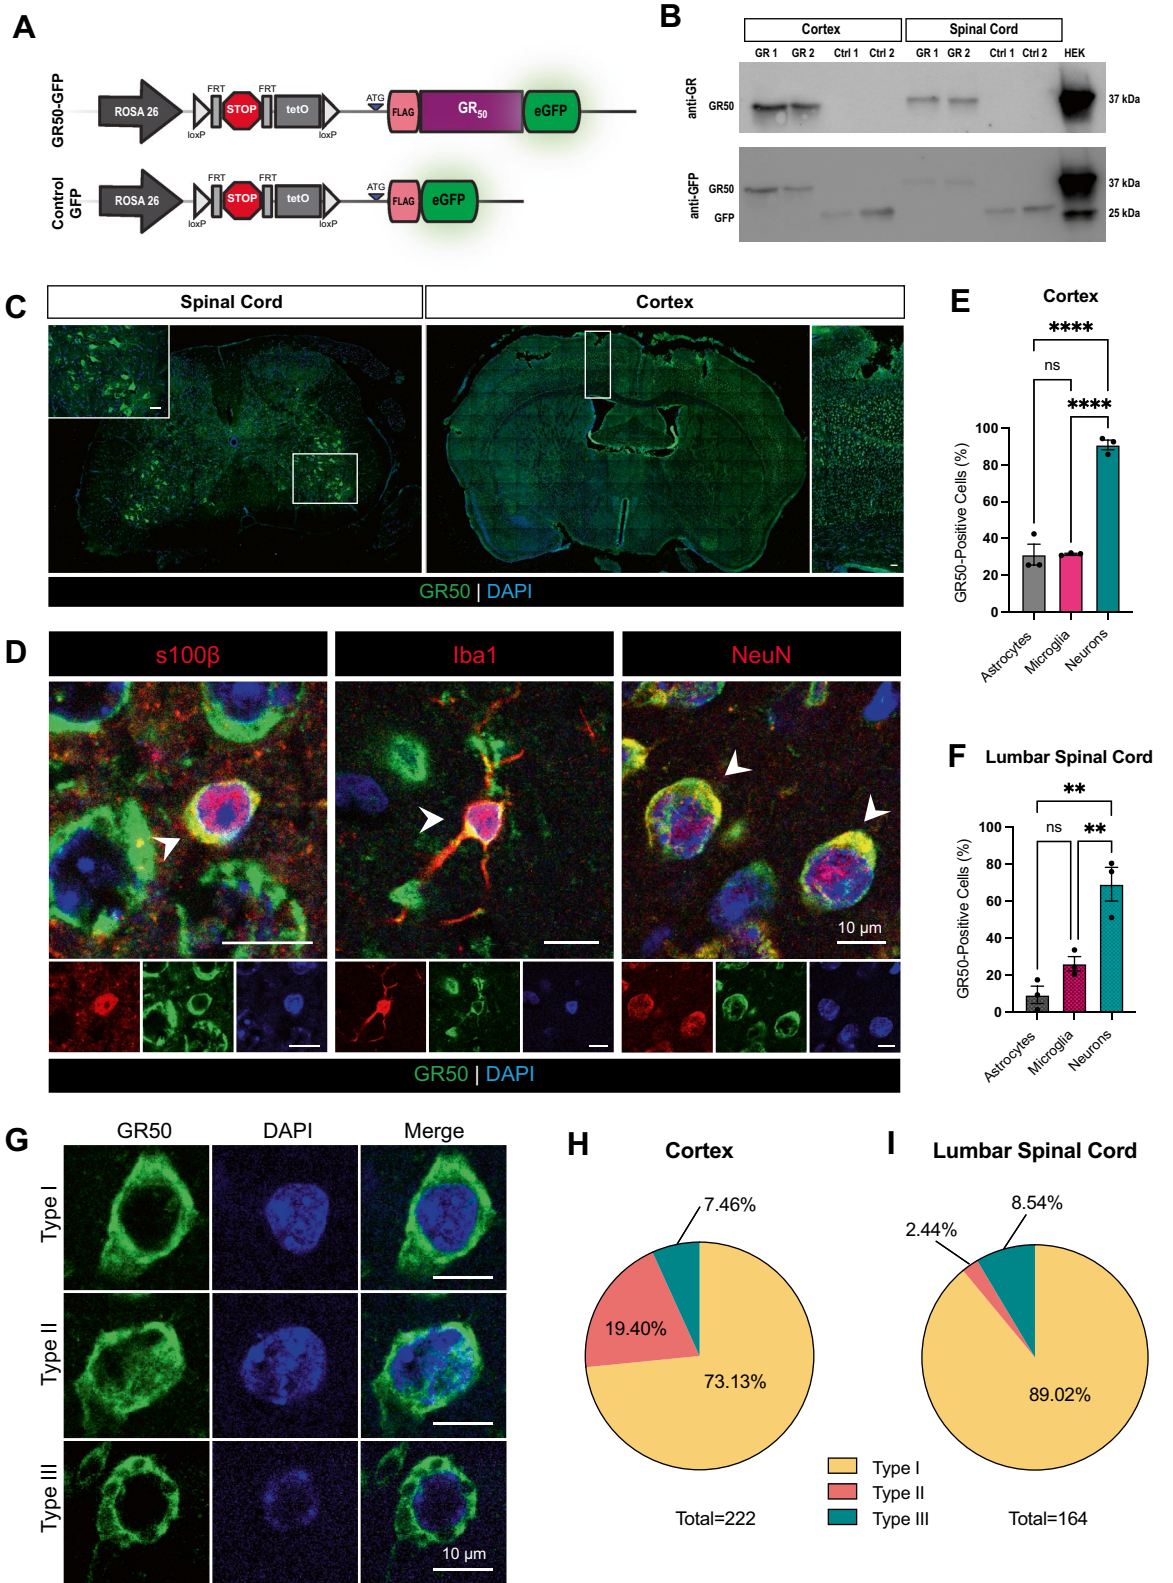 A
GR50-GFP
ROSA 26
loxP
FRT
STOP
FRT
tetO
loxP
ATG
FLAG
GR50
eGFP
Control
GFP
ROSA 26
loxP
FRT
STOP
FRT
tetO
loxP
ATG
FLAG
eGFP
B
Cortex
Spinal Cord
GR 1 GR 2 Ctrl 1 Ctrl 2 GR 1 GR 2 Ctrl 1 Ctrl 2 HEK
anti-GR
GR50
37 kDa
anti-GFP
GR50
37 kDa
GFP
25 kDa
C
Spinal Cord
Cortex
GR50 | DAPI
D
s100β
Iba1
NeuN
10 µm
GR50 | DAPI
E
Cortex
****
ns
****
GR50-Positive Cells (%)
100
80
60
40
20
0
Astrocytes
Microglia
Neurons
F
Lumbar Spinal Cord
**
ns
**
GR50-Positive Cells (%)
100
80
60
40
20
0
Astrocytes
Microglia
Neurons
G
GR50
DAPI
Merge
Type I
Type II
Type III
10 µm
H
Cortex
7.46%
19.40%
73.13%
Total=222
I
Lumbar Spinal Cord
8.54%
2.44%
89.02%
Total=164
Type I
Type II
Type III